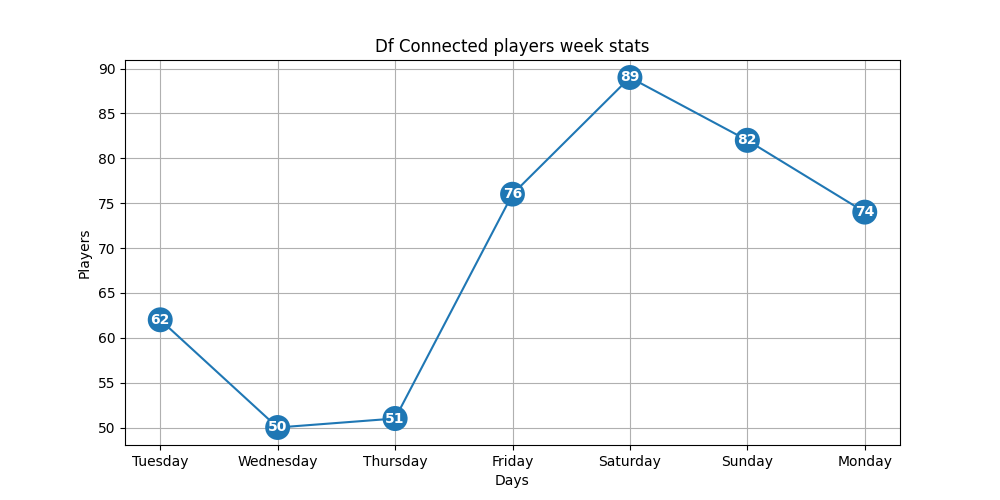 Df Connected players week stats
90
85
80
75
70
65
60
55
50
Players
62
50
51
76
89
82
74
Tuesday
Wednesday
Thursday
Friday
Saturday
Sunday
Monday
Days